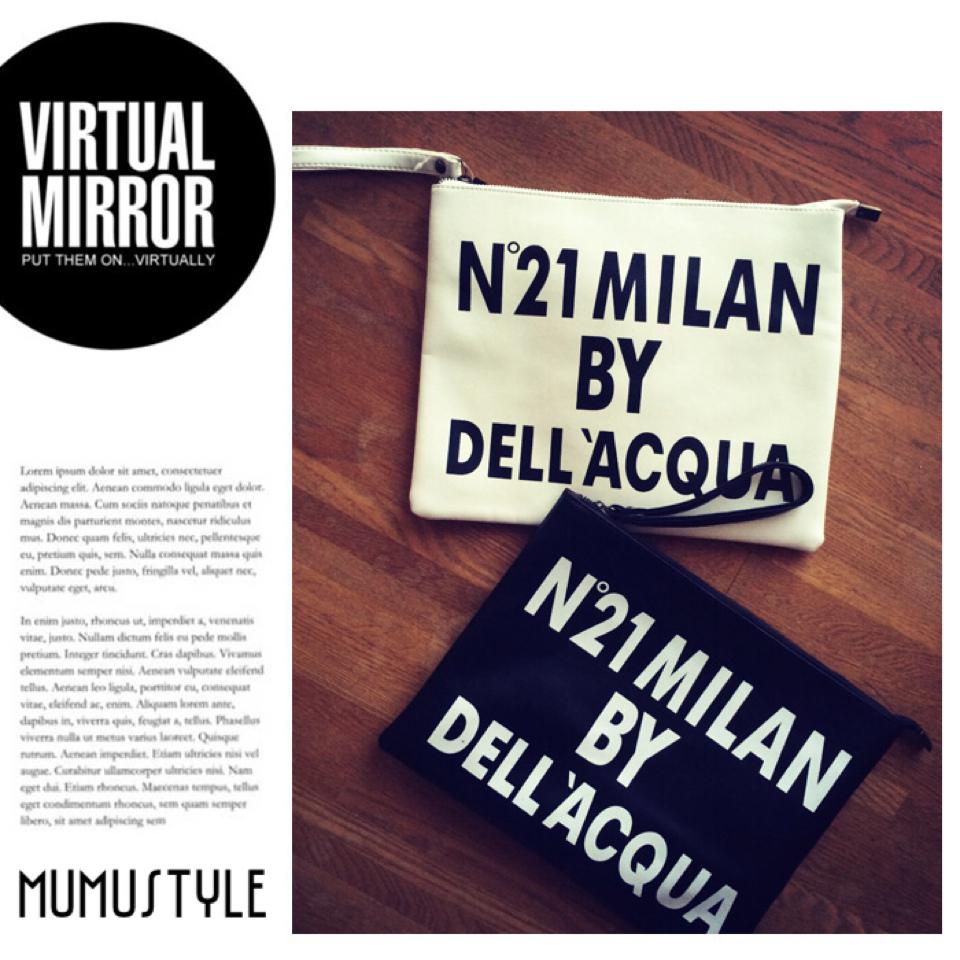 VIRTUAL
MIRROR
PUT THEM ON...VIRTUALLY
Lorem ipsum dolor sit amet, consectetuer
adipiscing elit. Aenean commodo ligula eget dolor.
Aenean massa. Cum sociis natoque penatibus et
magnis dis parturient montes, nascetur ridiculus
mus. Donec quam felis, ultricies nec, pellentesque
eu, pretium quis, sem. Nulla consequat massa quis
enim. Donec pede justo, fringilla vel, aliquet nec,
vulputate eget, arcu.
In enim justo, rhoncus ut, imperdiet a, venenatis
vitae, justo. Nullam dictum felis eu pede mollis
pretium. Integer tincidunt. Cras dapibus. Vivamus
elementum semper nisi. Aenean vulputate eleifend
tellus. Aenean leo ligula, porttitor eu, consequat
vitae, eleifend ac, enim. Aliquam lorem ante,
dapibus in, viverra quis, feugiat a, tellus. Phasellus
viverra nulla ut metus varius laoreet. Quisque
rutrum. Aenean imperdiet. Etiam ultricies nisi vel
augue. Curabitur ullamcorper ultricies nisi. Nam
eget dui. Etiam rhoncus. Maecenas tempus, tellus
eget condimentum rhoncus, sem quam semper
libero, sit amet adipiscing sem
MUMUSTYLE
N°21 MILAN
BY
DELL`ACQUA
N°21 MILAN
BY
DELL`ACQUA